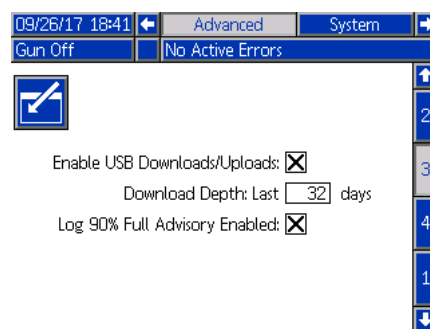 09/26/17 18:41 Advanced System
Gun Off No Active Errors
2
Enable USB Downloads/Uploads:
3
Download Depth: Last 32 days
Log 90% Full Advisory Enabled:
4
1